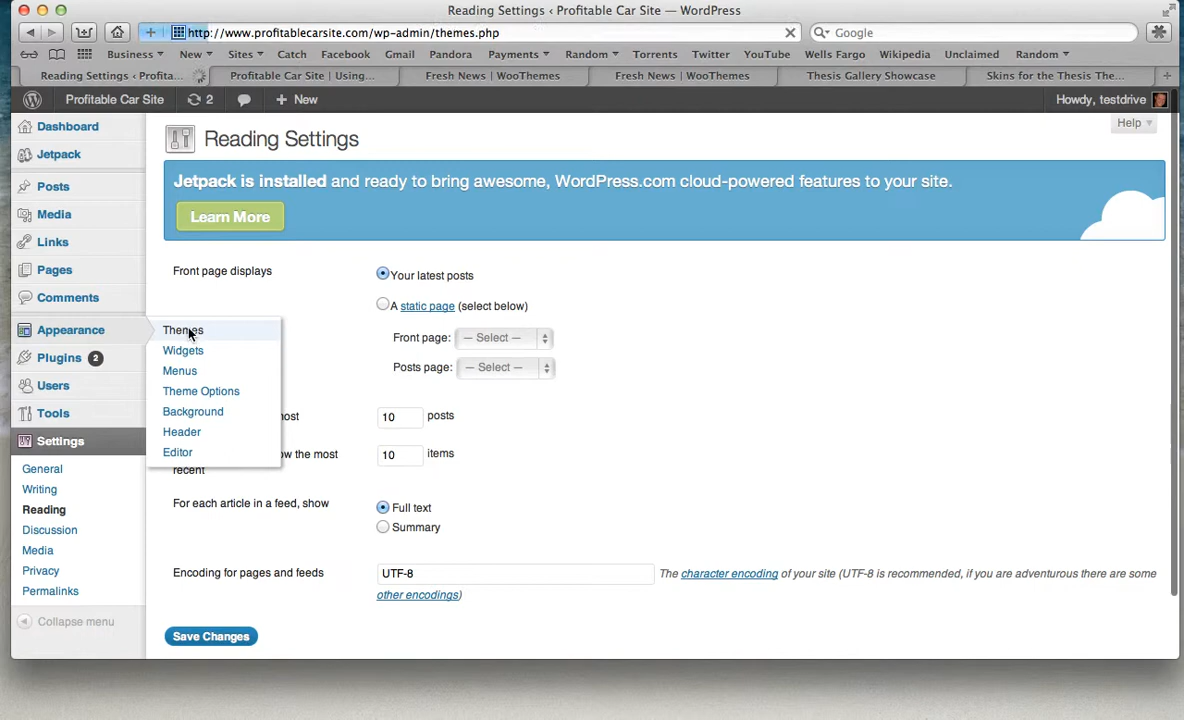 Reading Settings ‹ Profitable Car Site — WordPress
http://www.profitablecarsite.com/wp-admin/themes.php
Google
Business New Sites Catch Facebook Gmail Pandora Payments Random Torrents Twitter YouTube Wells Fargo Wikipedia Unclaimed Random
Reading Settings ‹ Profita... Profitable Car Site | Using... Fresh News | WooThemes Fresh News | WooThemes Thesis Gallery Showcase Skins for the Thesis The...
Profitable Car Site 2 + New Howdy, testdrive
Help
Dashboard
Jetpack
Posts
Media
Links
Pages
Comments
Appearance
Plugins 2
Users
Tools
Settings
General
Writing
Reading
Discussion
Media
Privacy
Permalinks
Collapse menu
Themes
Widgets
Menus
Theme Options
Background
Header
Editor
Reading Settings
Jetpack is installed and ready to bring awesome, WordPress.com cloud-powered features to your site.
Learn More
Front page displays
Your latest posts
A static page (select below)
Front page: — Select —
Posts page: — Select —
ost 10 posts
ow the most 10 items
recent
For each article in a feed, show
Full text
Summary
Encoding for pages and feeds UTF-8 The character encoding of your site (UTF-8 is recommended, if you are adventurous there are some
other encodings)
Save Changes